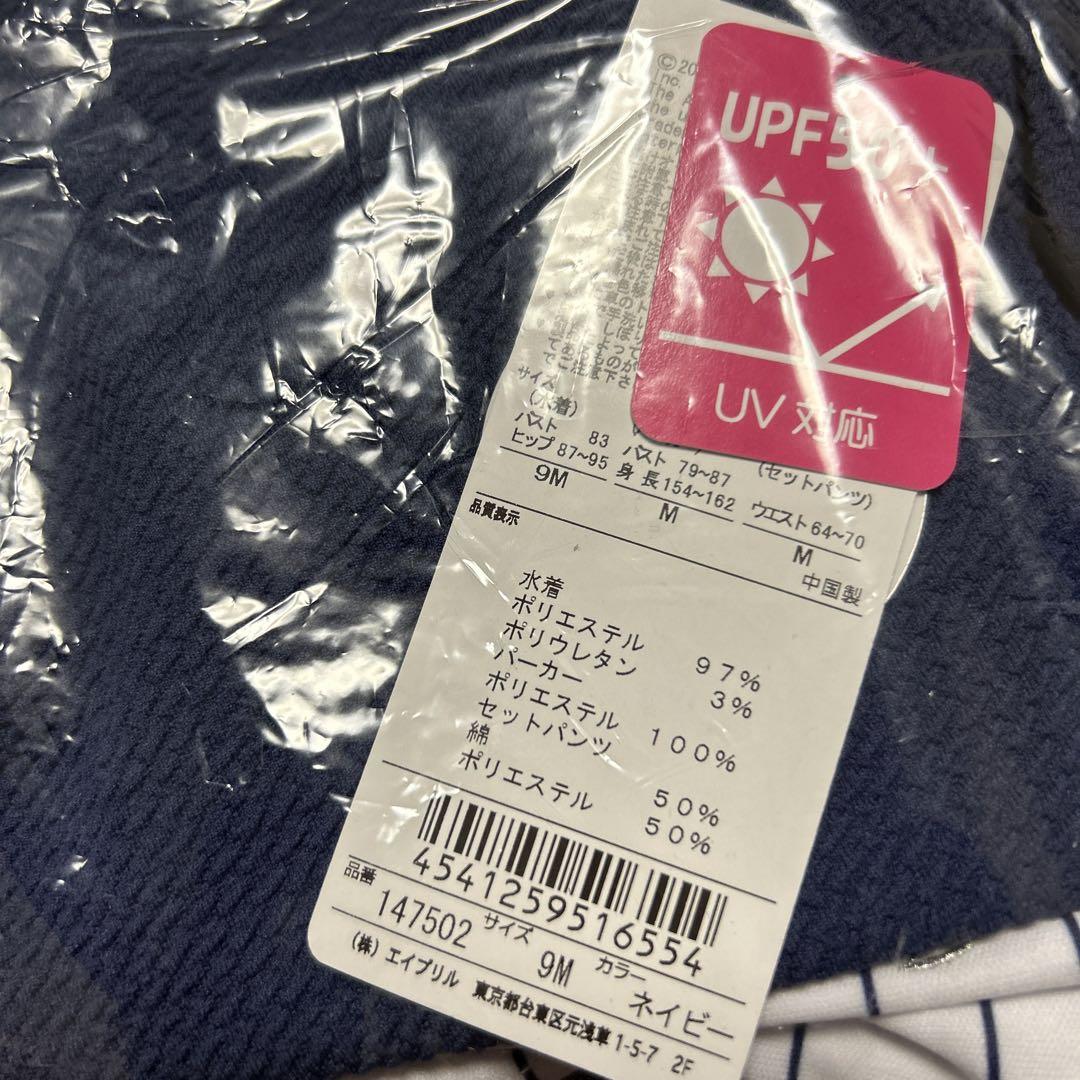 UPF50+
UV対応
© 20
Inc.
サイズ
(水着)
バスト 83
ヒップ 87~95
9M
バスト 79~87
身長 154~162
M
(セットパンツ)
ウエスト 64~70
M
品質表示
中国製
水着
ポリエステル 97%
ポリウレタン 3%
パーカー
ポリエステル 100%
セットパンツ
綿 50%
ポリエステル 50%
4541259516554
品番 147502 サイズ 9M カラー ネイビー
(株)エイプリル 東京都台東区元浅草1-5-7 2F